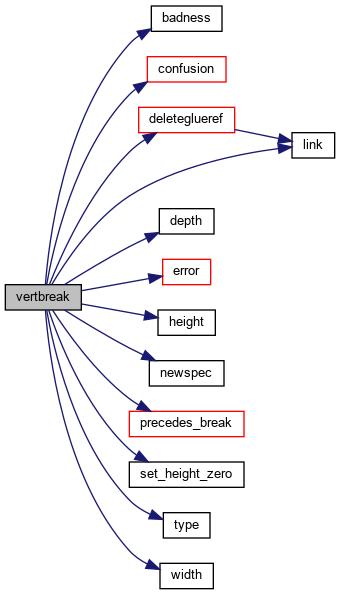 badness
confusion
deleteglueref
link
depth
error
vertbreak
height
newspec
precedes_break
set_height_zero
type
width